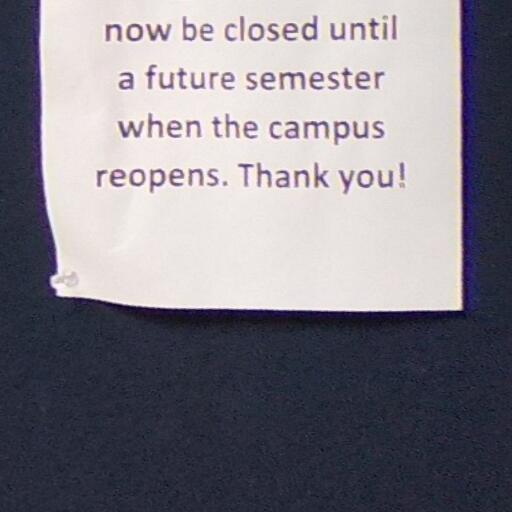 now be closed until
a future semester
when the campus
reopens. Thank you!